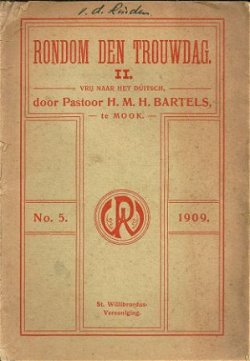 RONDOM DEN TROUWDAG.
II.
VRIJ NAAR HET DUITSCH,
door Pastoor H. M. H. BARTELS,
te MOOK.
No. 5.
1909.
St. Willibrordus-
Vereeniging.